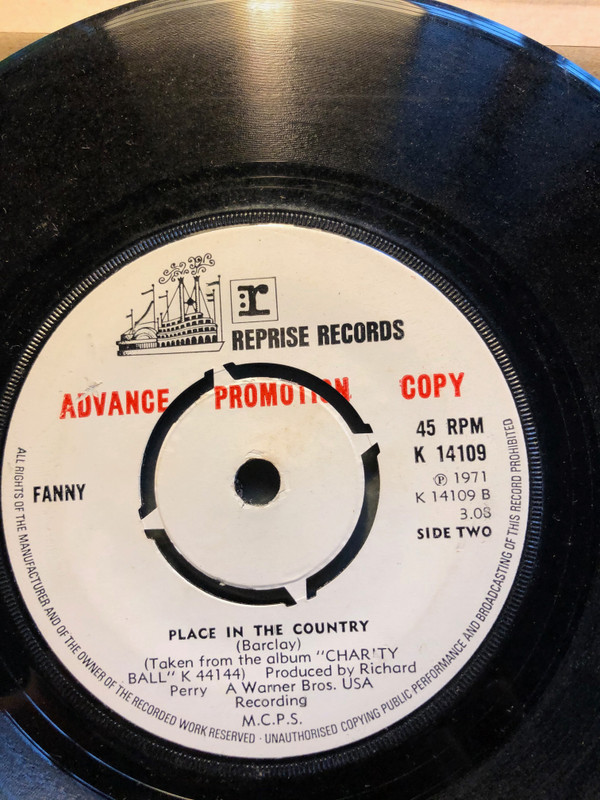 r
REPRISE RECORDS
ADVANCE PROMOTION COPY
45 RPM
K 14109
℗ 1971
K 14109 B
3.08
SIDE TWO
FANNY
PLACE IN THE COUNTRY
(Barclay)
(Taken from the album "CHARITY
BALL" K 44144) Produced by Richard
Perry A Warner Bros. USA
Recording
M.C.P.S.
ALL RIGHTS OF THE MANUFACTURER AND OF THE OWNER OF THE RECORDED WORK RESERVED · UNAUTHORISED COPYING PUBLIC PERFORMANCE AND BROADCASTING OF THIS RECORD PROHIBITED